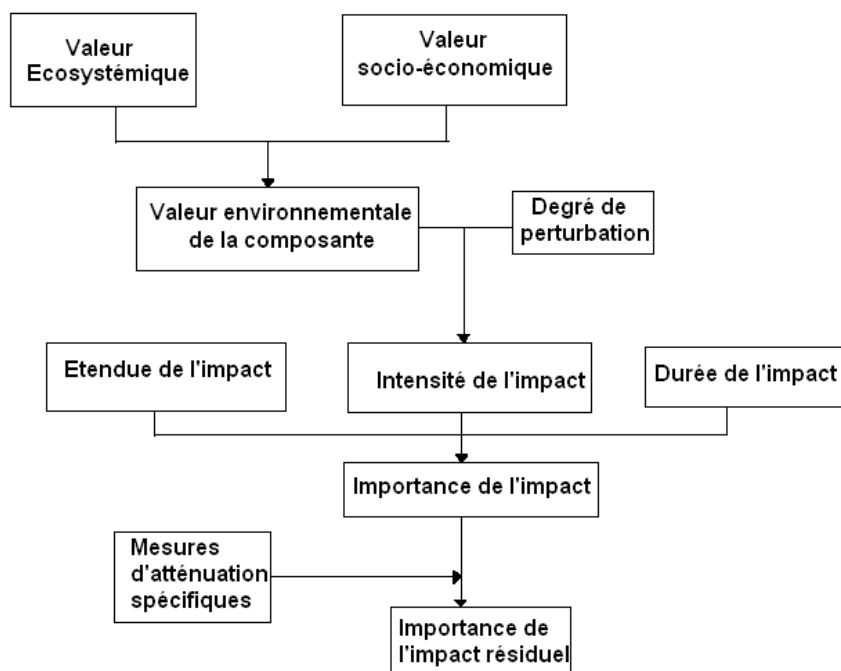 Valeur
Ecosystémique
Valeur
socio-économique
Valeur environnementale
de la composante
Degré de
perturbation
Etendue de l'impact
Intensité de l'impact
Durée de l'impact
Importance de l'impact
Mesures
d'atténuation
spécifiques
Importance de
l'impact résiduel